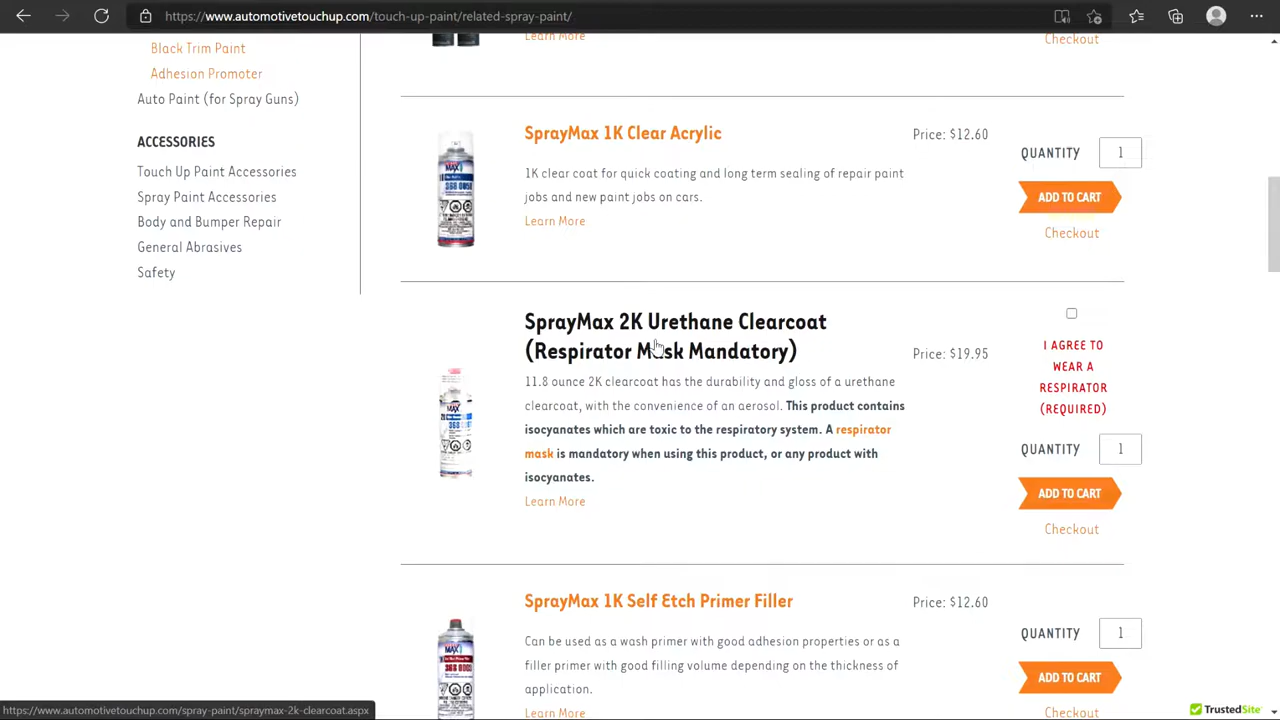 https://www.automotivetouchup.com/touch-up-paint/related-spray-paint/
Black Trim Paint
Adhesion Promoter
Auto Paint (for Spray Guns)
ACCESSORIES
Touch Up Paint Accessories
Spray Paint Accessories
Body and Bumper Repair
General Abrasives
Safety
Learn More
Checkout
SprayMax 1K Clear Acrylic
Price: $12.60
1K clear coat for quick coating and long term sealing of repair paint
jobs and new paint jobs on cars.
Learn More
QUANTITY 1
ADD TO CART
Checkout
SprayMax 2K Urethane Clearcoat
(Respirator Mask Mandatory)
Price: $19.95
11.8 ounce 2K clearcoat has the durability and gloss of a urethane
clearcoat, with the convenience of an aerosol. This product contains
isocyanates which are toxic to the respiratory system. A respirator
mask is mandatory when using this product, or any product with
isocyanates.
Learn More
I AGREE TO
WEAR A
RESPIRATOR
(REQUIRED)
QUANTITY 1
ADD TO CART
Checkout
SprayMax 1K Self Etch Primer Filler
Price: $12.60
Can be used as a wash primer with good adhesion properties or as a
filler primer with good filling volume depending on the thickness of
application.
Learn More
QUANTITY 1
ADD TO CART
Checkout
https://www.automotivetouchup.com/spray-paint/spraymax-2k-clearcoat.aspx
TrustedSite